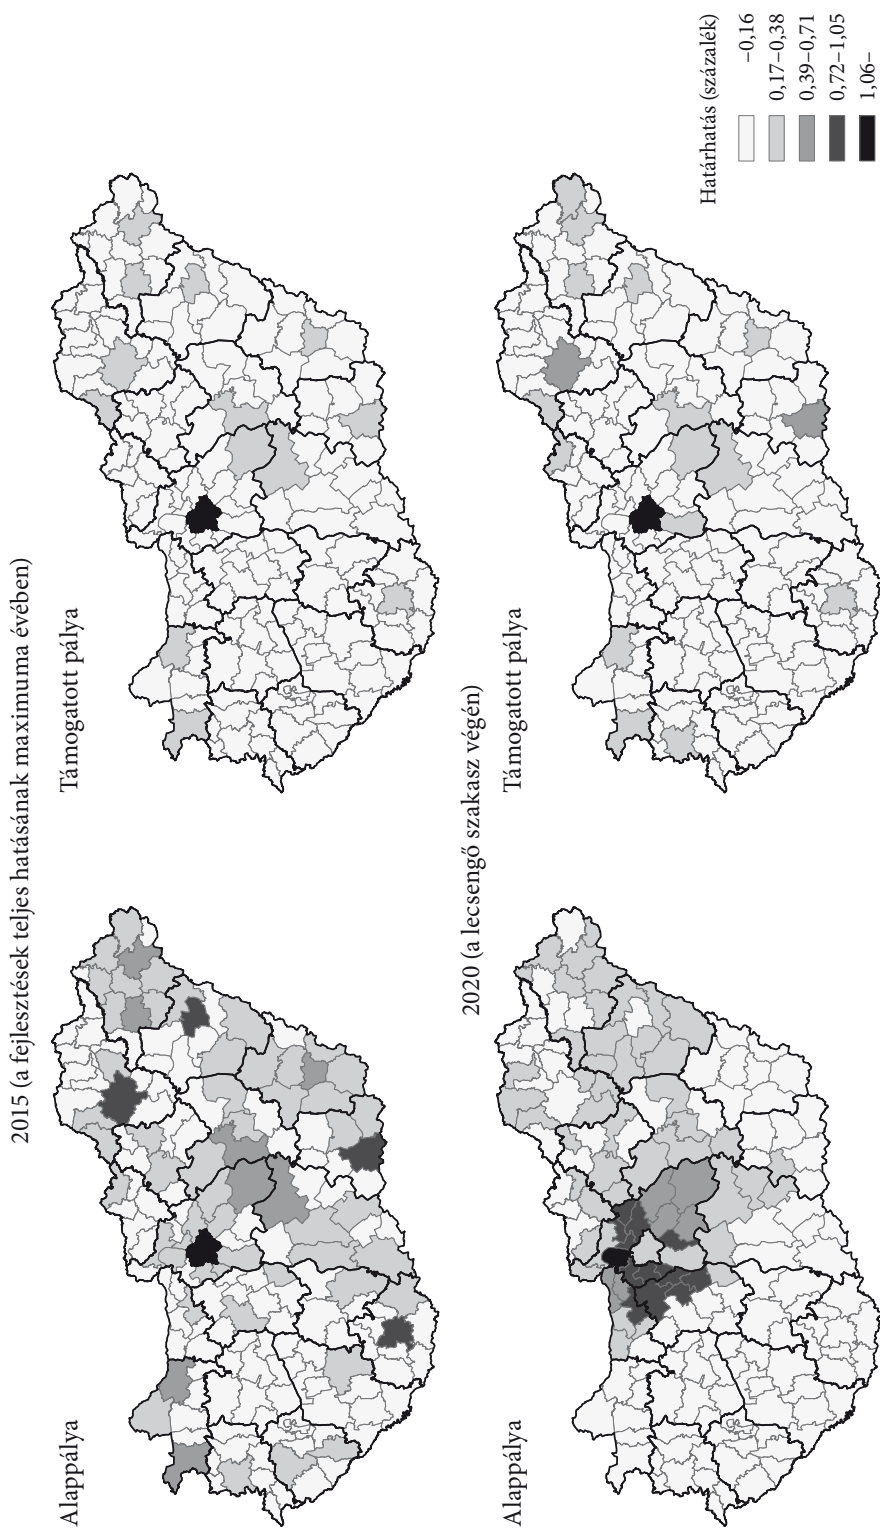 2015 (a fejlesztések teljes hatásának maximuma évében)
Alappálya
Támogatott pálya
2020 (a lecsengő szakasz végén)
Alappálya
Támogatott pálya
Határhatás (százalék)
–0,16
0,17–0,38
0,39–0,71
0,72–1,05
1,06–